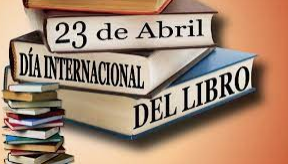 23 de Abril
DÍA INTERNACIONAL
DEL LIBRO